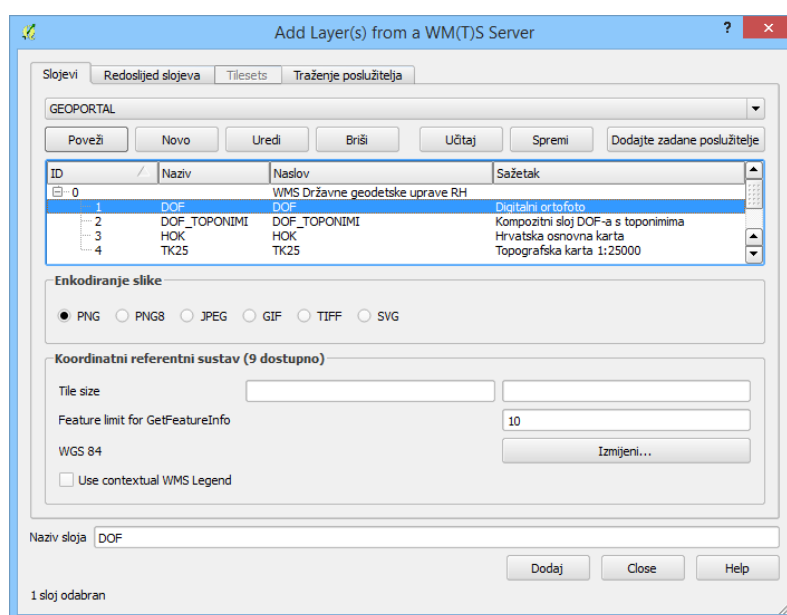 Add Layer(s) from a WM(T)S Server
?
Slojevi Redoslijed slojeva Tilesets Traženje poslužitelja
GEOPORTAL
Poveži Novo Uredi Briši Učitaj Spremi Dodajte zadane poslužitelje
ID Naziv Naslov Sažetak
0 WMS Državne geodetske uprave RH
1 DOF DOF Digitalni ortofoto
2 DOF_TOPONIMI DOF_TOPONIMI Kompozitni sloj DOF-a s toponimima
3 HOK HOK Hrvatska osnovna karta
4 TK25 TK25 Topografska karta 1:25000
Enkodiranje slike
PNG PNG8 JPEG GIF TIFF SVG
Koordinatni referentni sustav (9 dostupno)
Tile size
Feature limit for GetFeatureInfo 10
WGS 84 Izmijeni...
Use contextual WMS Legend
Naziv sloja DOF
Dodaj Close Help
1 sloj odabran